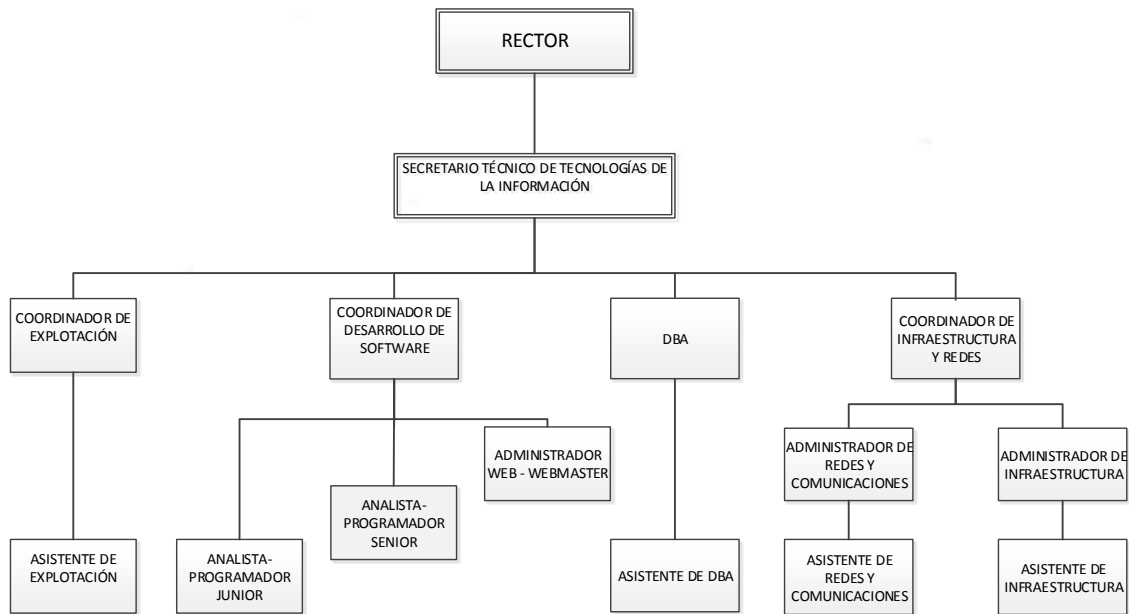 RECTOR
SECRETARIO TÉCNICO DE TECNOLOGÍAS DE
LA INFORMACIÓN
COORDINADOR DE
EXPLOTACIÓN
COORDINADOR DE
DESARROLLO DE
SOFTWARE
DBA
COORDINADOR DE
INFRAESTRUCTURA
Y REDES
ADMINISTRADOR
WEB - WEBMASTER
ADMINISTRADOR DE
REDES Y
COMUNICACIONES
ADMINISTRADOR DE
INFRAESTRUCTURA
ANALISTA-
PROGRAMADOR
SENIOR
ASISTENTE DE
EXPLOTACIÓN
ANALISTA-
PROGRAMADOR
JUNIOR
ASISTENTE DE DBA
ASISTENTE DE
REDES Y
COMUNICACIONES
ASISTENTE DE
INFRAESTRUCTURA